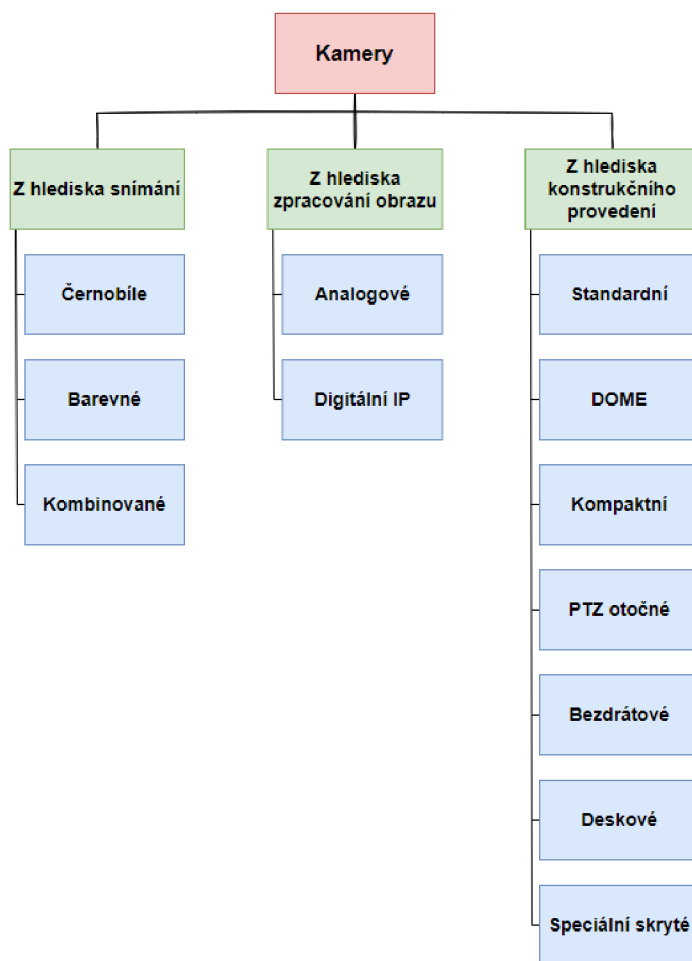 Kamery
Z hlediska snímání
Černobíle
Barevné
Kombinované
Z hlediska
zpracování obrazu
Analogové
Digitální IP
Z hlediska
konstrukčního
provedení
Standardní
DOME
Kompaktní
PTZ otočné
Bezdrátové
Deskové
Speciální skryté